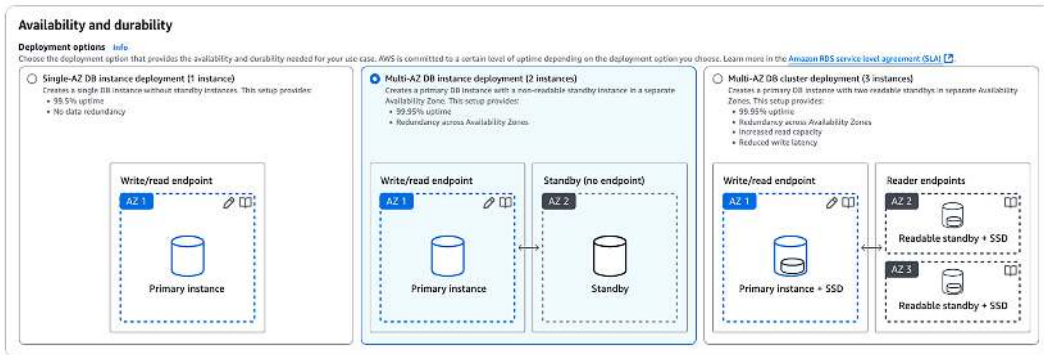 Availability and durability
Deployment options Info
Choose the deployment option that provides the availability and durability needed for your use case. AWS is committed to a certain level of uptime depending on the deployment option you choose. Learn more in the Amazon RDS service level agreement (SLA)
Single-AZ DB instance deployment (1 instance)
Creates a single DB instance without standby instances. This setup provides:
• 99.5% uptime
• No data redundancy
Write/read endpoint
AZ 1
Primary instance
Multi-AZ DB instance deployment (2 instances)
Creates a primary DB instance with a non-readable standby instance in a separate
Availability Zone. This setup provides:
• 99.95% uptime
• Redundancy across Availability Zones
Write/read endpoint
AZ 1
Primary instance
Standby (no endpoint)
AZ 2
Standby
Multi-AZ DB cluster deployment (3 instances)
Creates a primary DB instance with two readable standbys in separate Availability
Zones. This setup provides:
• 99.95% uptime
• Redundancy across Availability Zones
• Increased read capacity
• Reduced write latency
Write/read endpoint
AZ 1
Primary instance + SSD
Reader endpoints
AZ 2
Readable standby + SSD
AZ 3
Readable standby + SSD